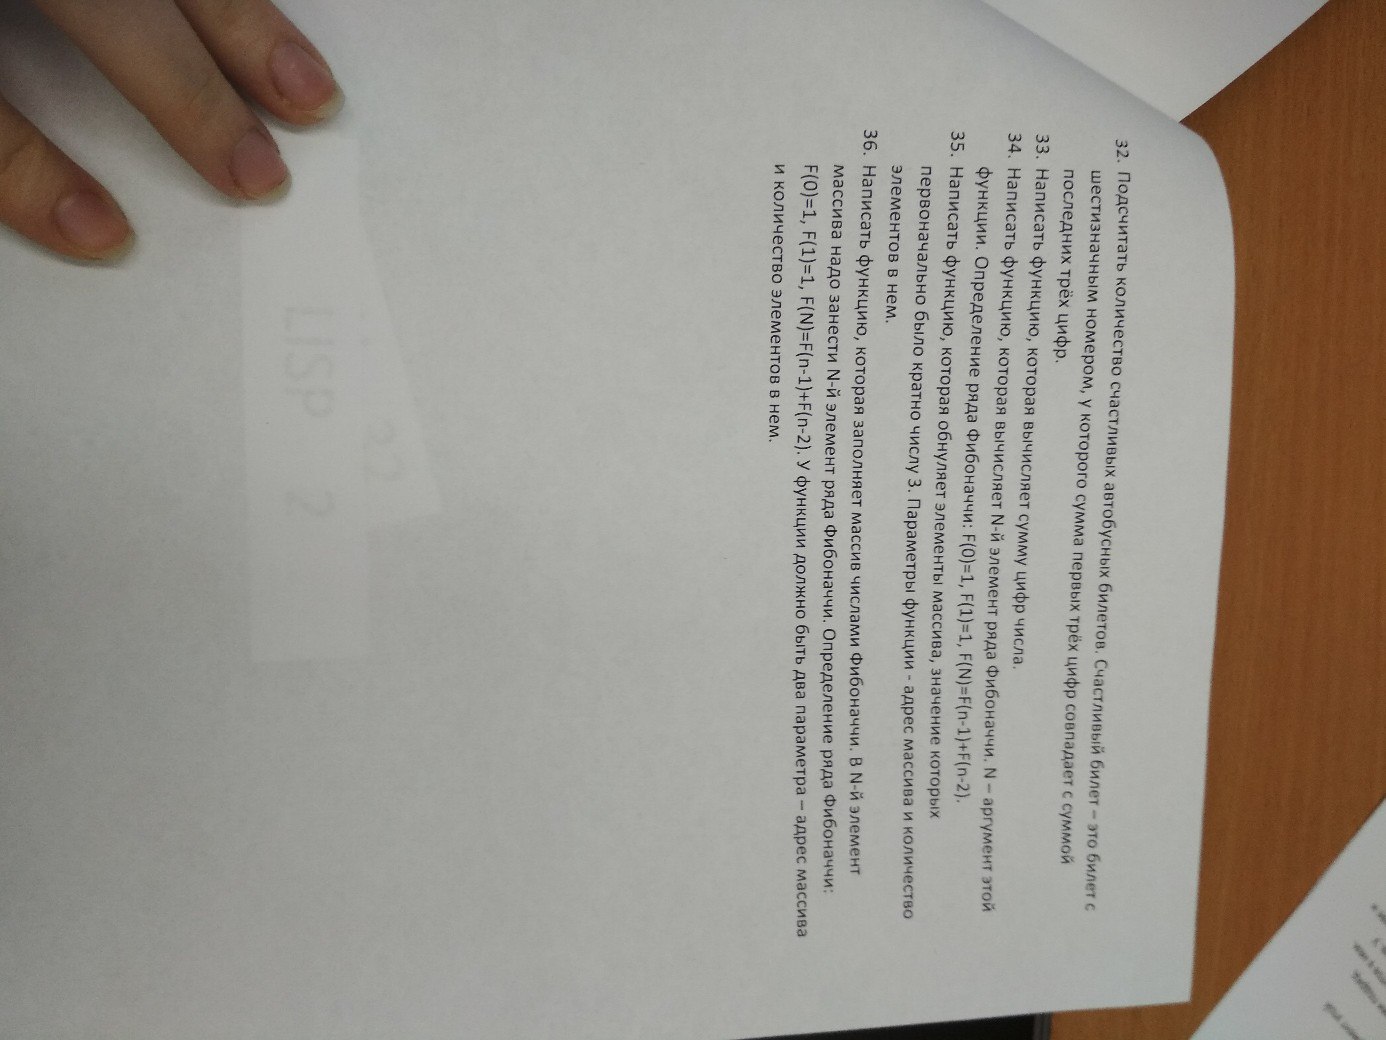 32. Подсчитать количество счастливых автобусных билетов. Счастливый билет – это билет с
шестизначным номером, у которого сумма первых трёх цифр совпадает с суммой
последних трёх цифр.
33. Написать функцию, которая вычисляет сумму цифр числа.
34. Написать функцию, которая вычисляет N-й элемент ряда Фибоначчи. N – аргумент этой
функции. Определение ряда Фибоначчи: F(0)=1, F(1)=1, F(N)=F(n-1)+F(n-2).
35. Написать функцию, которая обнуляет элементы массива, значение которых
первоначально было кратно числу 3. Параметры функции - адрес массива и количество
элементов в нем.
36. Написать функцию, которая заполняет массив числами Фибоначчи. В N-й элемент
массива надо занести N-й элемент ряда Фибоначчи. Определение ряда Фибоначчи:
F(0)=1, F(1)=1, F(N)=F(n-1)+F(n-2). У функции должно быть два параметра – адрес массива
и количество элементов в нем.
32
LISP 2